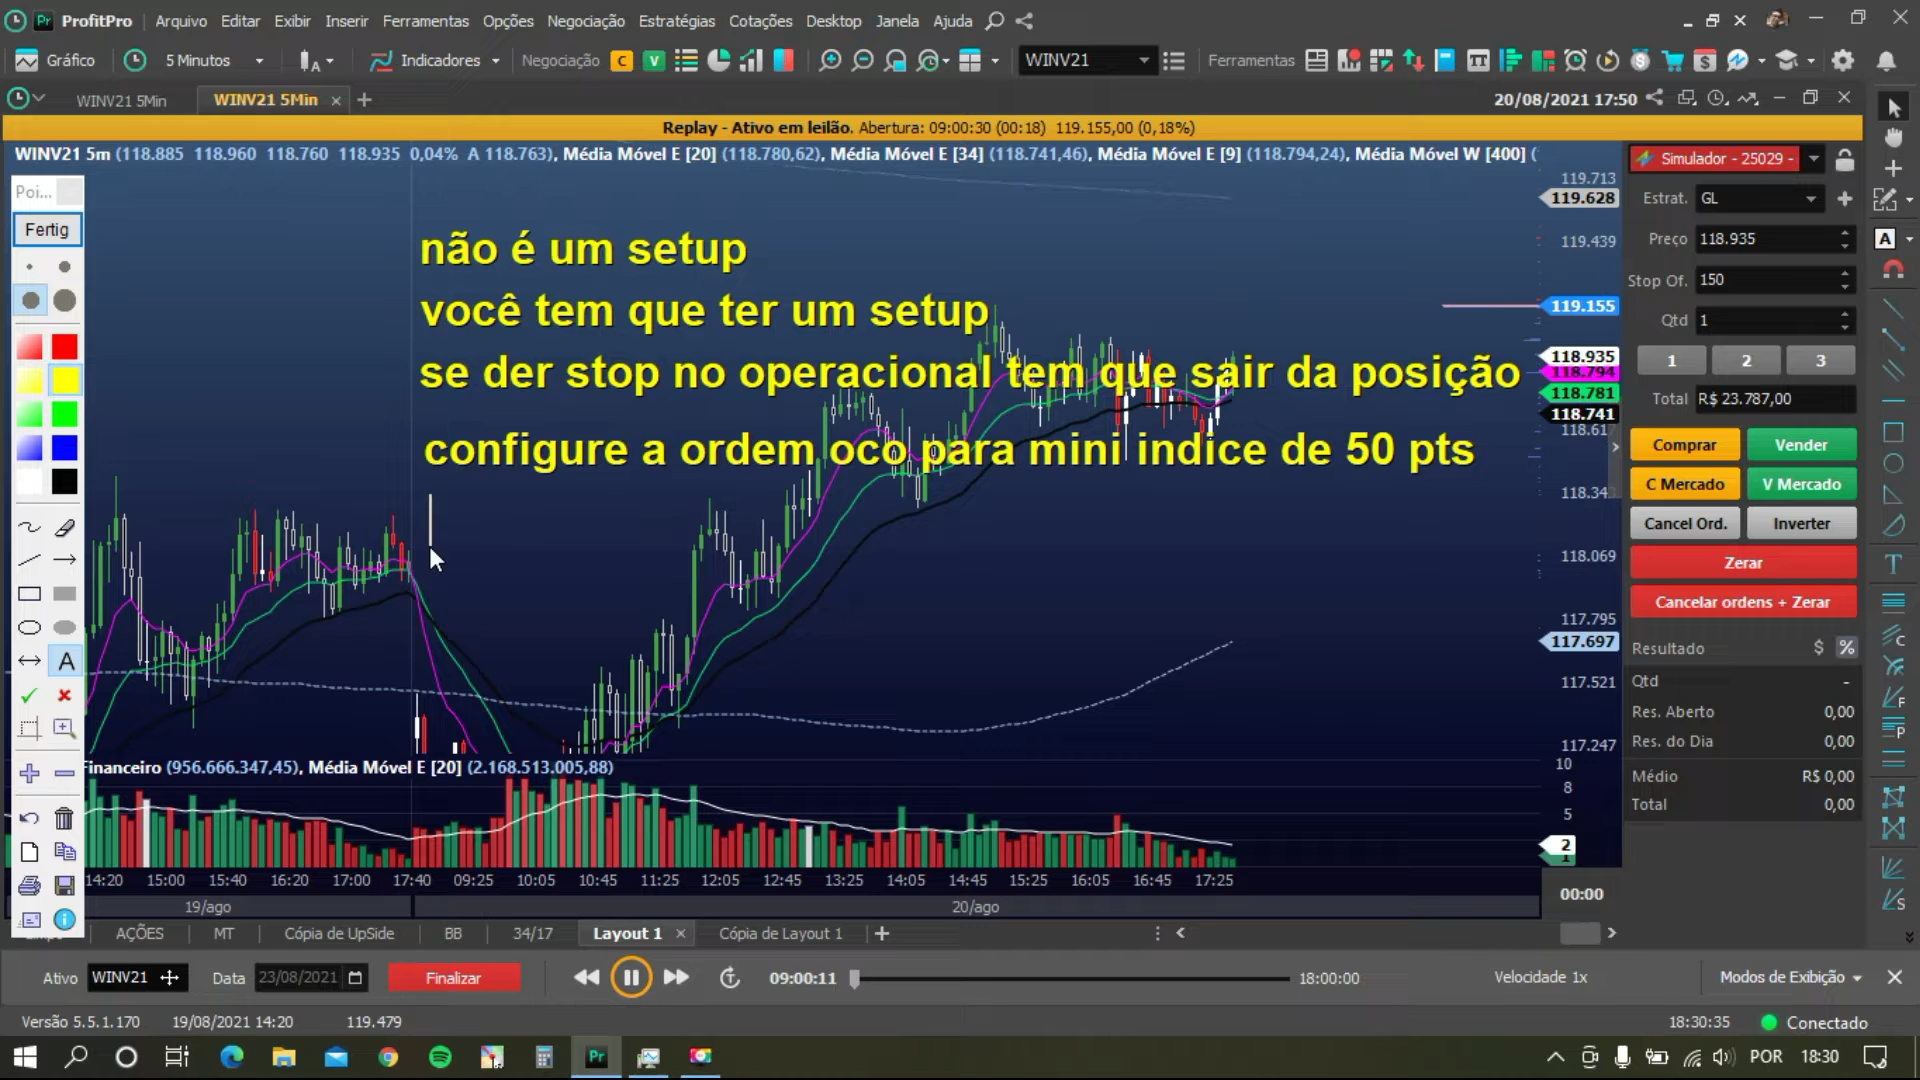 ProfitPro Arquivo Editar Exibir Inserir Ferramentas Opções Negociação Estratégias Cotações Desktop Janela Ajuda
Gráfico 5 Minutos Indicadores Negociação C V WINV21 Ferramentas
WINV21 5Min WINV21 5Min 20/08/2021 17:50
Replay - Ativo em leilão. Abertura: 09:00:30 (00:18) 119.155,00 (0,18%)
WINV21 5m (118.885 118.960 118.760 118.935 0,04% A 118.763), Média Móvel E [20] (118.780,62), Média Móvel E [34] (118.741,46), Média Móvel E [9] (118.794,24), Média Móvel W [400] (
Poi...
Fertig
A
não é um setup
você tem que ter um setup
se der stop no operacional tem que sair da posição
configure a ordem oco para mini indice de 50 pts
119.713
119.628
119.439
119.155
118.935
118.794
118.781
118.741
118.617
118.343
118.069
117.795
117.697
117.521
117.247
Simulador - 25029 -
Estrat. GL
Preço 118.935
Stop Of. 150
Qtd 1
1 2 3
Total R$ 23.787,00
Comprar Vender
C Mercado V Mercado
Cancel Ord. Inverter
Zerar
Cancelar ordens + Zerar
Resultado $ %
Qtd -
Res. Aberto 0,00
Res. do Dia 0,00
Médio R$ 0,00
Total 0,00
inanceiro (956.666.347,45), Média Móvel E [20] (2.168.513.005,88)
10
8
5
2
1
14:20 15:00 15:40 16:20 17:00 17:40 09:25 10:05 10:45 11:25 12:05 12:45 13:25 14:05 14:45 15:25 16:05 16:45 17:25
00:00
19/ago 20/ago
AÇÕES MT Cópia de UpSide BB 34/17 Layout 1 Cópia de Layout 1
Ativo WINV21 Data 23/08/2021 Finalizar 09:00:11 18:00:00 Velocidade 1x Modos de Exibição
Versão 5.5.1.170 19/08/2021 14:20 119.479 18:30:35 Conectado
Pr POR 18:30